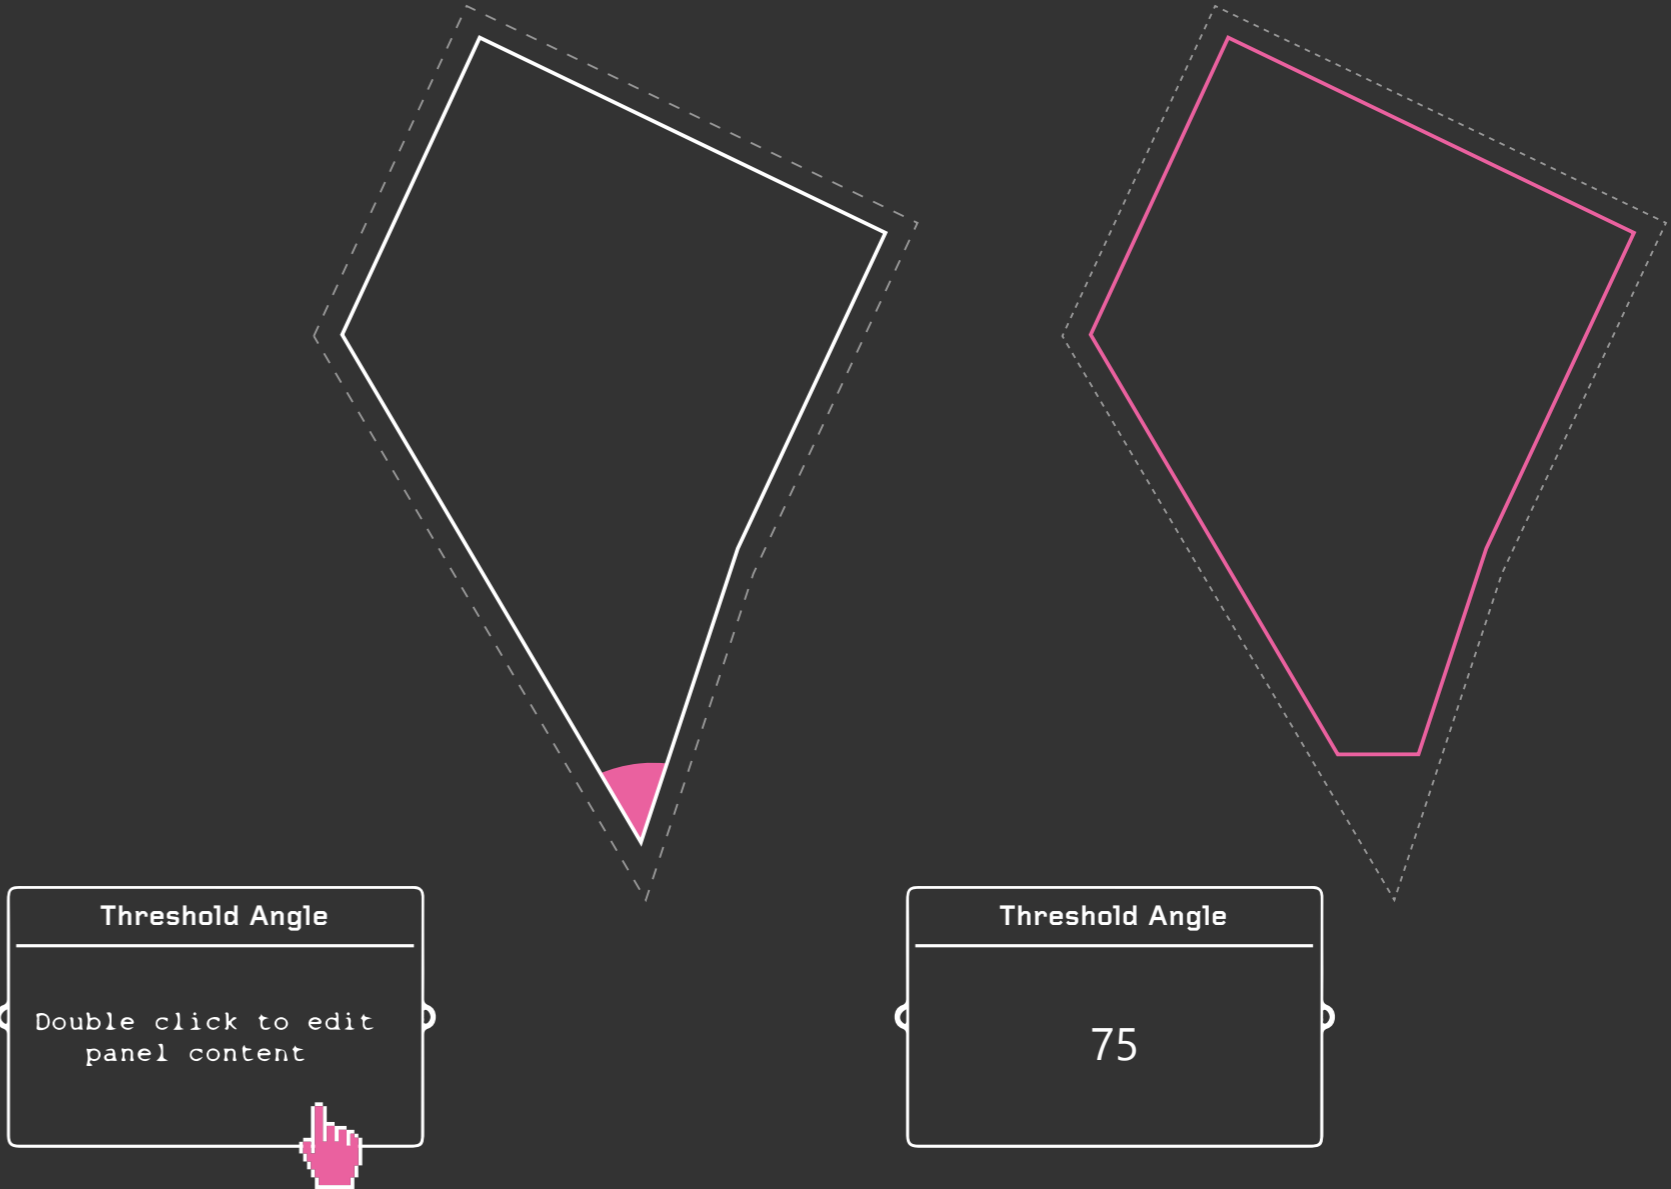 Threshold Angle
Double click to edit
panel content
Threshold Angle
75